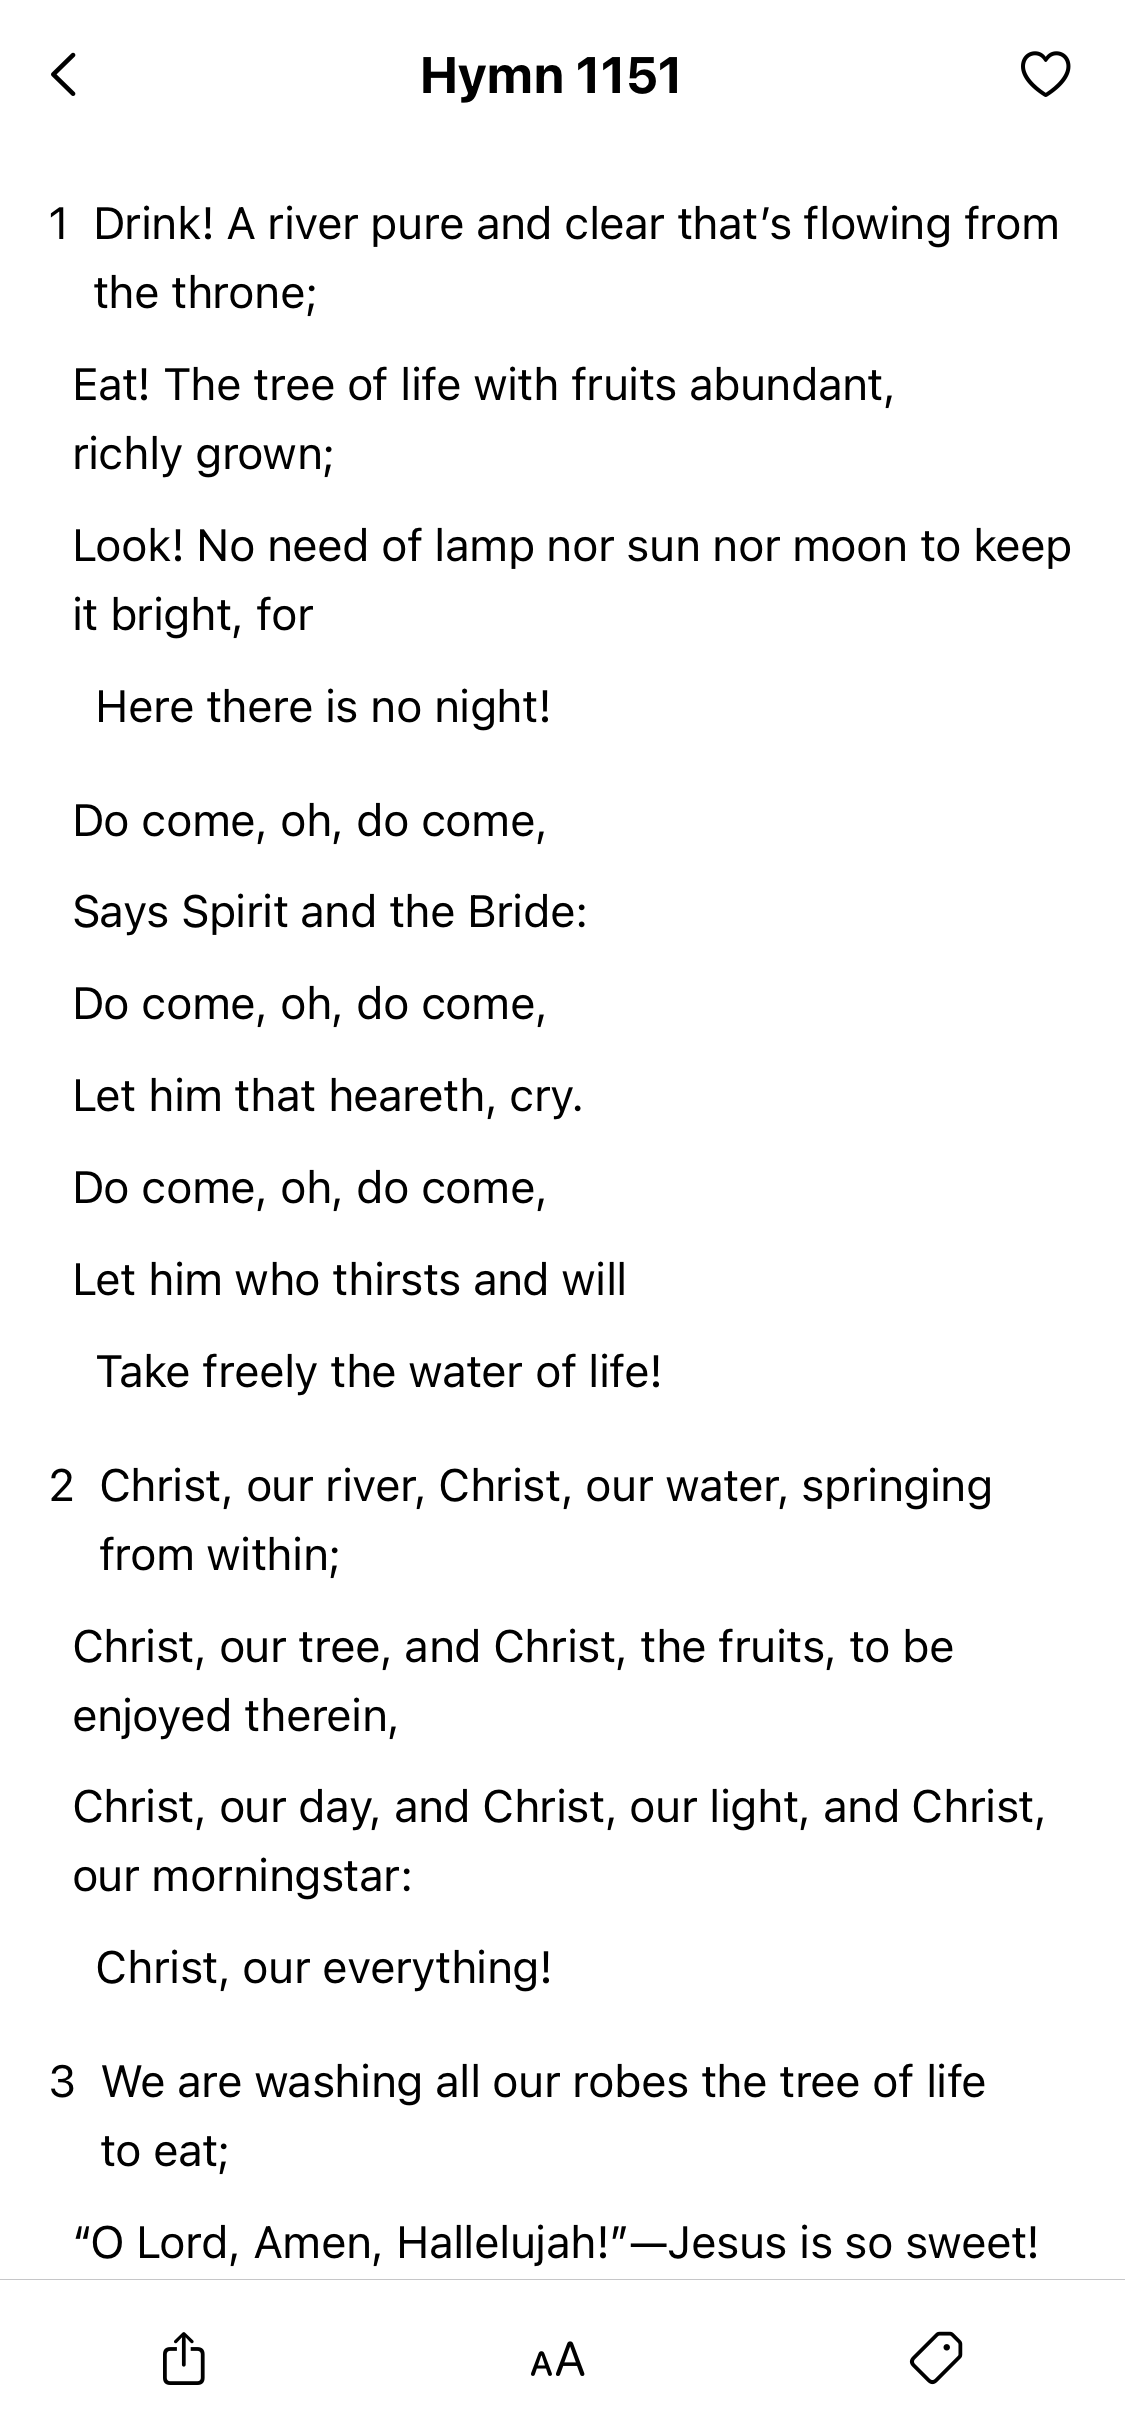 Hymn 1151
1 Drink! A river pure and clear that’s flowing from
the throne;
Eat! The tree of life with fruits abundant,
richly grown;
Look! No need of lamp nor sun nor moon to keep
it bright, for
Here there is no night!
Do come, oh, do come,
Says Spirit and the Bride:
Do come, oh, do come,
Let him that heareth, cry.
Do come, oh, do come,
Let him who thirsts and will
Take freely the water of life!
2 Christ, our river, Christ, our water, springing
from within;
Christ, our tree, and Christ, the fruits, to be
enjoyed therein,
Christ, our day, and Christ, our light, and Christ,
our morningstar:
Christ, our everything!
3 We are washing all our robes the tree of life
to eat;
“O Lord, Amen, Hallelujah!”—Jesus is so sweet!
AA